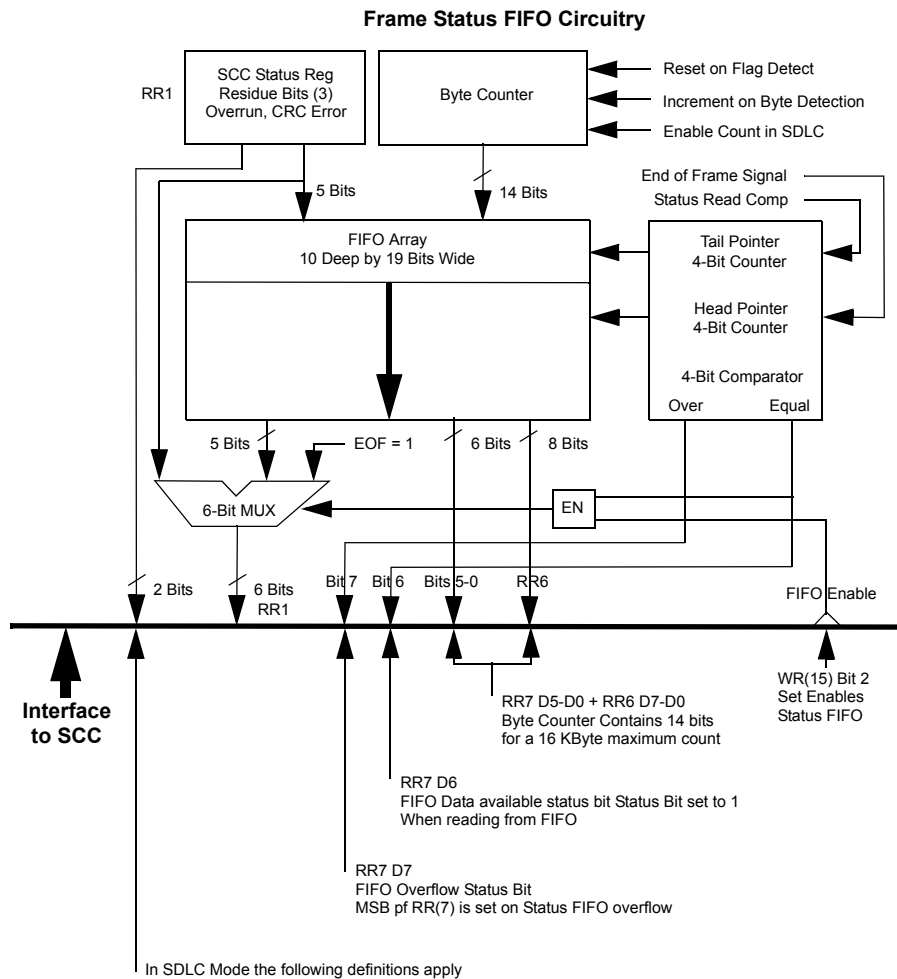 Frame Status FIFO Circuitry
RR1
SCC Status Reg
Residue Bits (3)
Overrun, CRC Error
Byte Counter
Reset on Flag Detect
Increment on Byte Detection
Enable Count in SDLC
5 Bits
14 Bits
End of Frame Signal
Status Read Comp
FIFO Array
10 Deep by 19 Bits Wide
Tail Pointer
4-Bit Counter
Head Pointer
4-Bit Counter
4-Bit Comparator
Over
Equal
5 Bits
EOF = 1
6 Bits
8 Bits
6-Bit MUX
EN
2 Bits
6 Bits
RR1
Bit 7
Bit 6
Bits 5-0
RR6
FIFO Enable
Interface
to SCC
WR(15) Bit 2
Set Enables
Status FIFO
RR7 D5-D0 + RR6 D7-D0
Byte Counter Contains 14 bits
for a 16 KByte maximum count
RR7 D6
FIFO Data available status bit Status Bit set to 1
When reading from FIFO
RR7 D7
FIFO Overflow Status Bit
MSB pf RR(7) is set on Status FIFO overflow
In SDLC Mode the following definitions apply